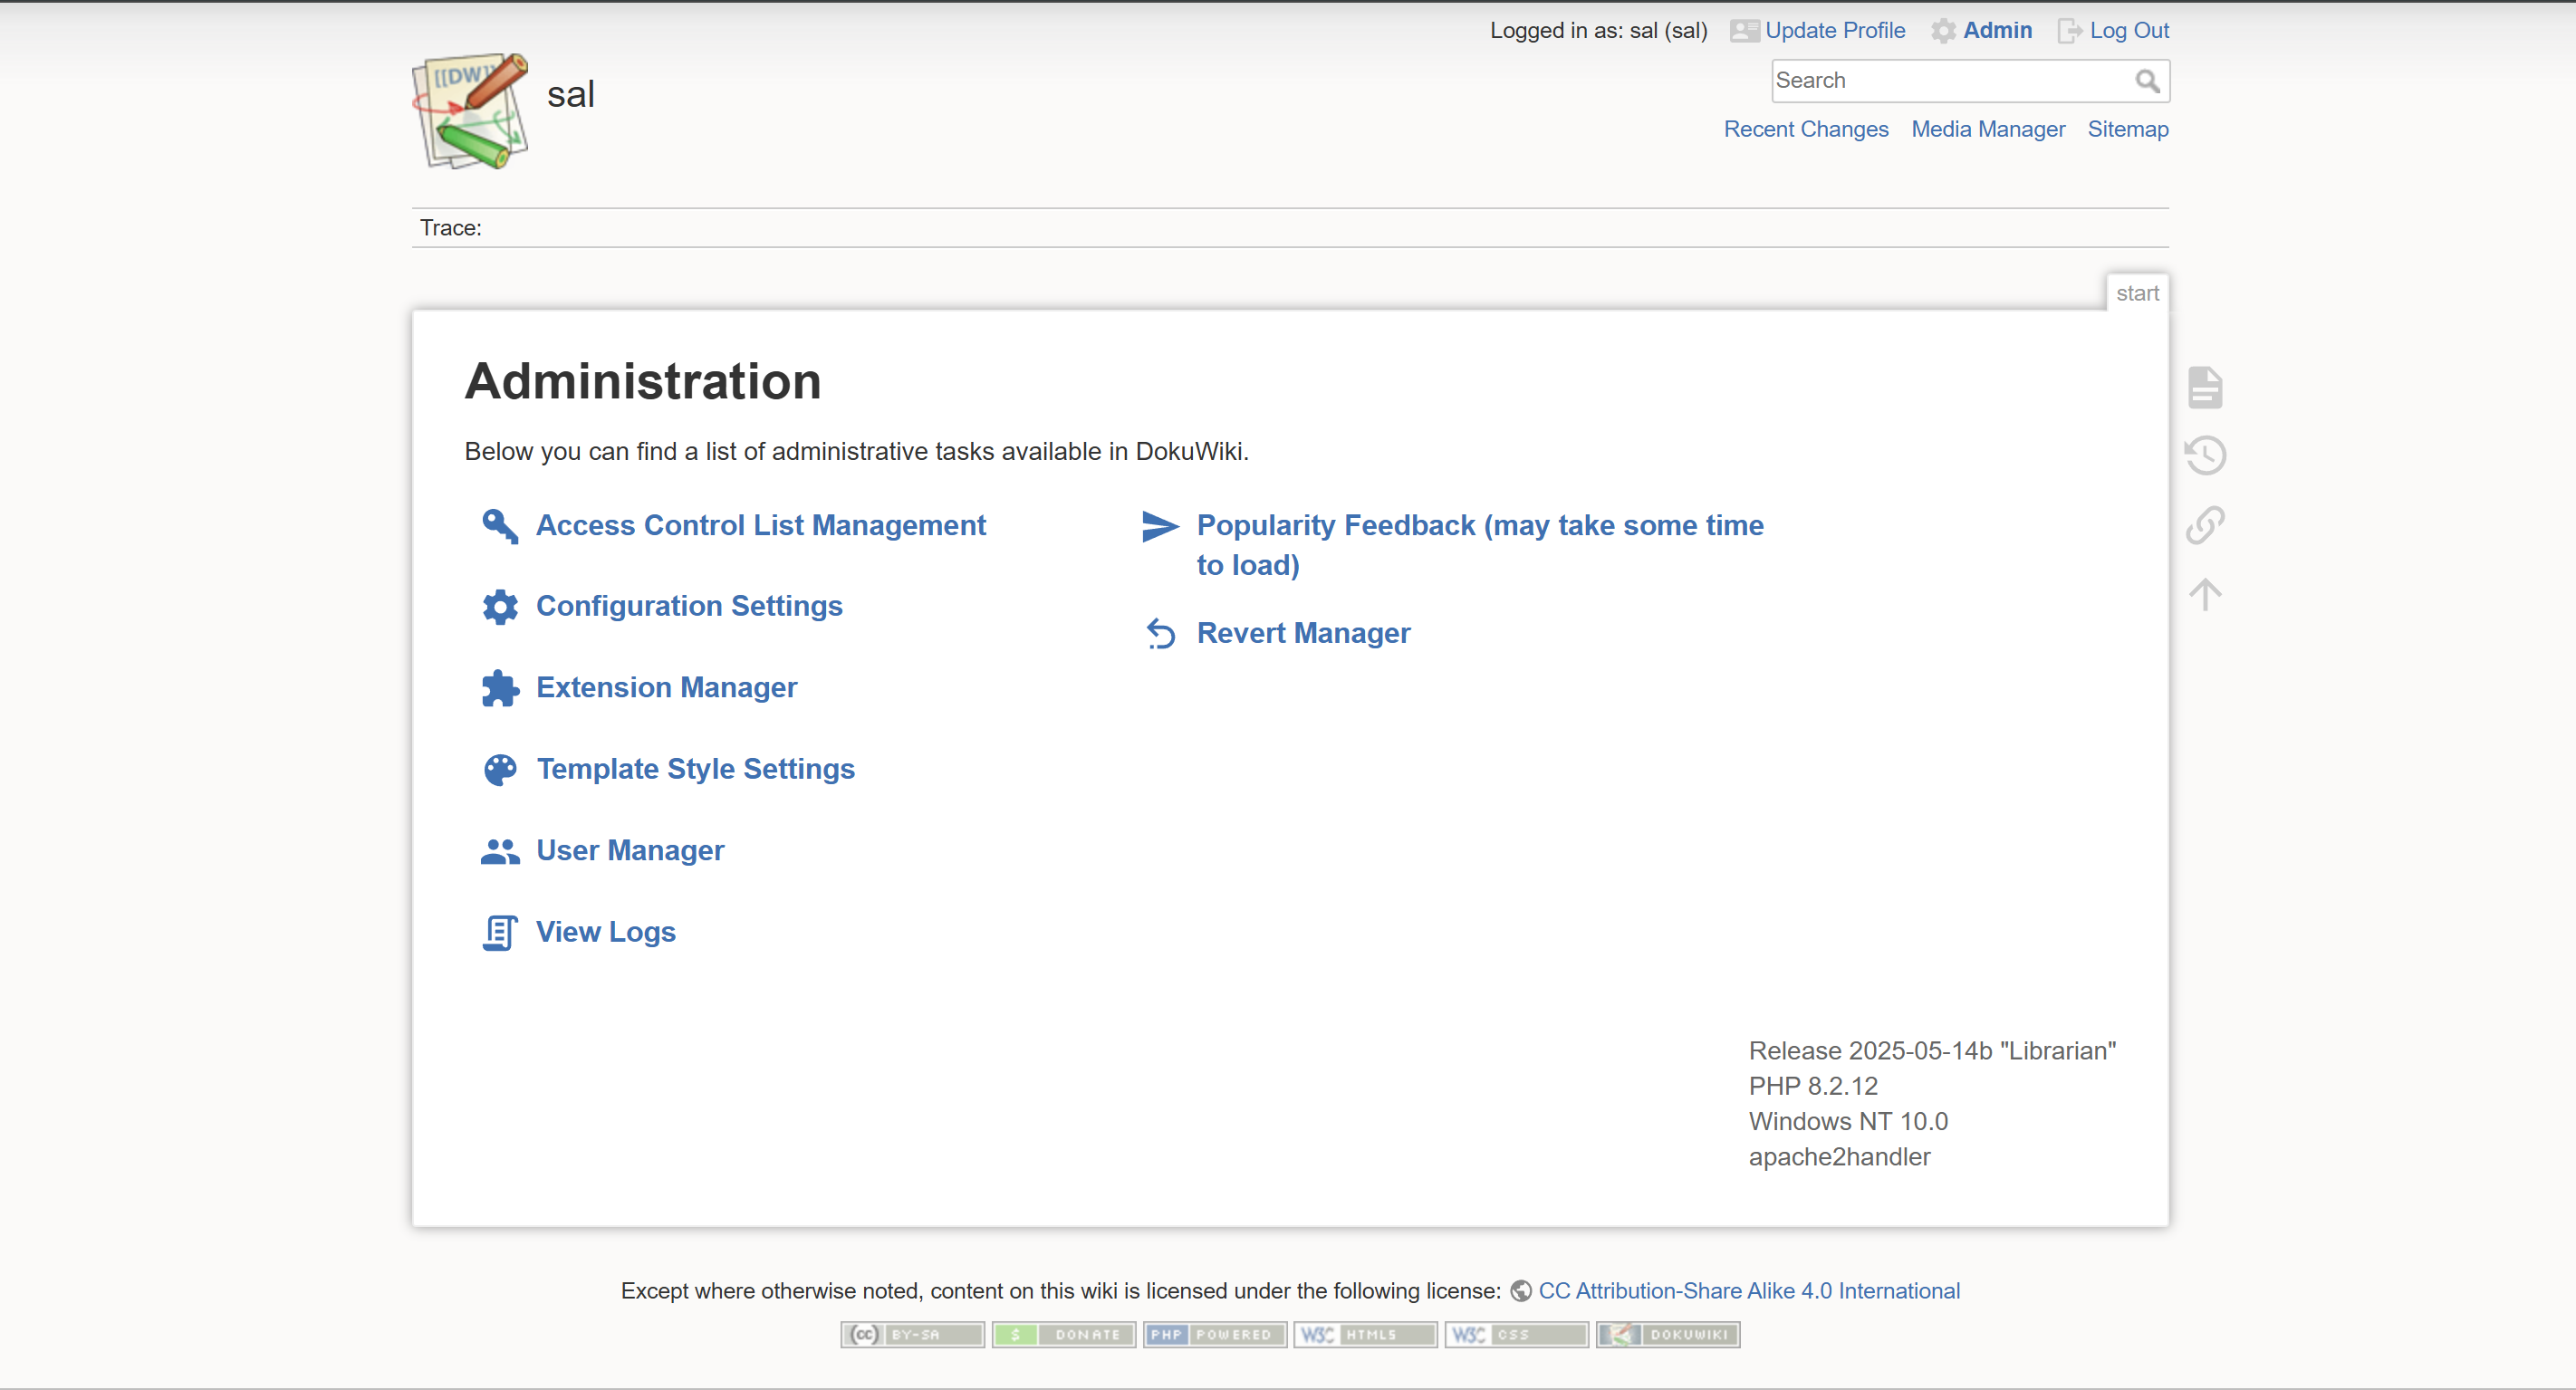 Logged in as: sal (sal) Update Profile Admin Log Out
[[DW]]
sal
Search
Recent Changes Media Manager Sitemap
Trace:
start
Administration
Below you can find a list of administrative tasks available in DokuWiki.
Access Control List Management
Configuration Settings
Extension Manager
Template Style Settings
User Manager
View Logs
Popularity Feedback (may take some time
to load)
Revert Manager
Release 2025-05-14b "Librarian"
PHP 8.2.12
Windows NT 10.0
apache2handler
Except where otherwise noted, content on this wiki is licensed under the following license: CC Attribution-Share Alike 4.0 International
(cc) BY-SA $ DONATE PHP POWERED W3C HTML5 W3C CSS DOKUWIKI